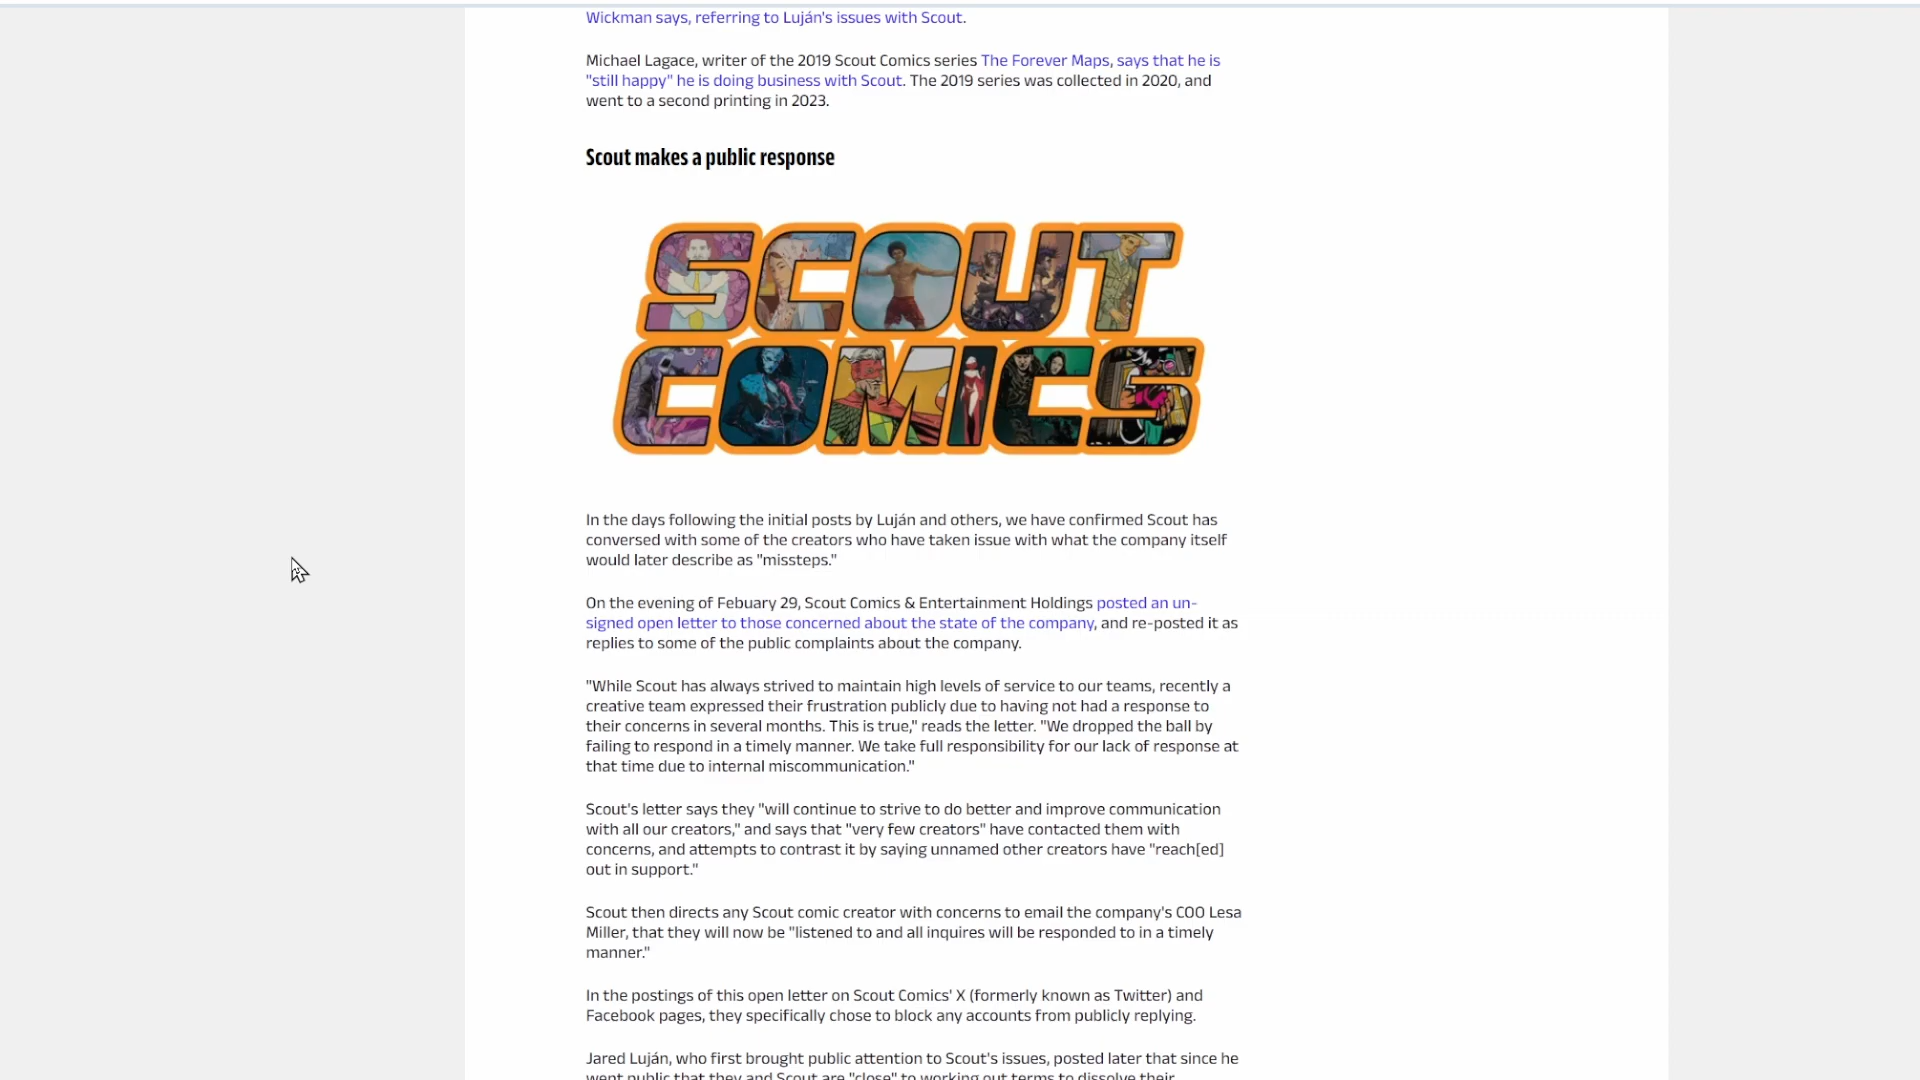 Wickman says, referring to Luján's issues with Scout.
Michael Lagace, writer of the 2019 Scout Comics series The Forever Maps, says that he is
"still happy" he is doing business with Scout. The 2019 series was collected in 2020, and
went to a second printing in 2023.
Scout makes a public response
SCOUT
COMICS
In the days following the initial posts by Luján and others, we have confirmed Scout has
conversed with some of the creators who have taken issue with what the company itself
would later describe as "missteps."
On the evening of Febuary 29, Scout Comics & Entertainment Holdings posted an un-
signed open letter to those concerned about the state of the company, and re-posted it as
replies to some of the public complaints about the company.
"While Scout has always strived to maintain high levels of service to our teams, recently a
creative team expressed their frustration publicly due to having not had a response to
their concerns in several months. This is true," reads the letter. "We dropped the ball by
failing to respond in a timely manner. We take full responsibility for our lack of response at
that time due to internal miscommunication."
Scout's letter says they "will continue to strive to do better and improve communication
with all our creators," and says that "very few creators" have contacted them with
concerns, and attempts to contrast it by saying unnamed other creators have "reach[ed]
out in support."
Scout then directs any Scout comic creator with concerns to email the company's COO Lesa
Miller, that they will now be "listened to and all inquires will be responded to in a timely
manner."
In the postings of this open letter on Scout Comics' X (formerly known as Twitter) and
Facebook pages, they specifically chose to block any accounts from publicly replying.
Jared Luján, who first brought public attention to Scout's issues, posted later that since he
went public that they and Scout are "close" to working out terms to dissolve their